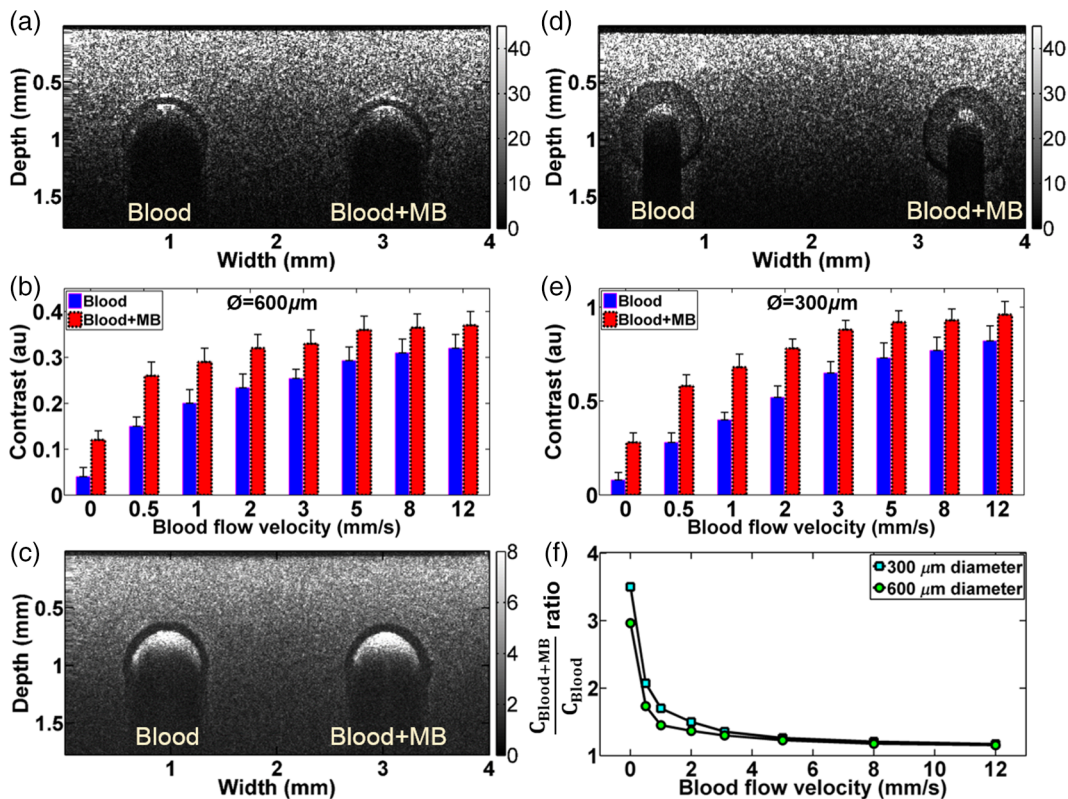 (a)
Depth (mm)
0.5
1
1.5
Blood
Blood+MB
1
2
3
4
Width (mm)
40
30
20
10
0
(d)
Depth (mm)
0.5
1
1.5
Blood
Blood+MB
1
2
3
4
Width (mm)
40
30
20
10
0
(b)
Contrast (au)
0.4
0.3
0.2
0.1
0
Blood
Blood+MB
Ø=600µm
0 0.5 1 2 3 5 8 12
Blood flow velocity (mm/s)
(e)
Contrast (au)
1
0.5
0
Blood
Blood+MB
Ø=300µm
0 0.5 1 2 3 5 8 12
Blood flow velocity (mm/s)
(c)
Depth (mm)
0.5
1
1.5
Blood
Blood+MB
1
2
3
4
Width (mm)
8
6
4
2
0
(f)
C Blood+MB
C Blood
ratio
4
3
2
1
300 µm diameter
600 µm diameter
0 2 4 6 8 10 12
Blood flow velocity (mm/s)